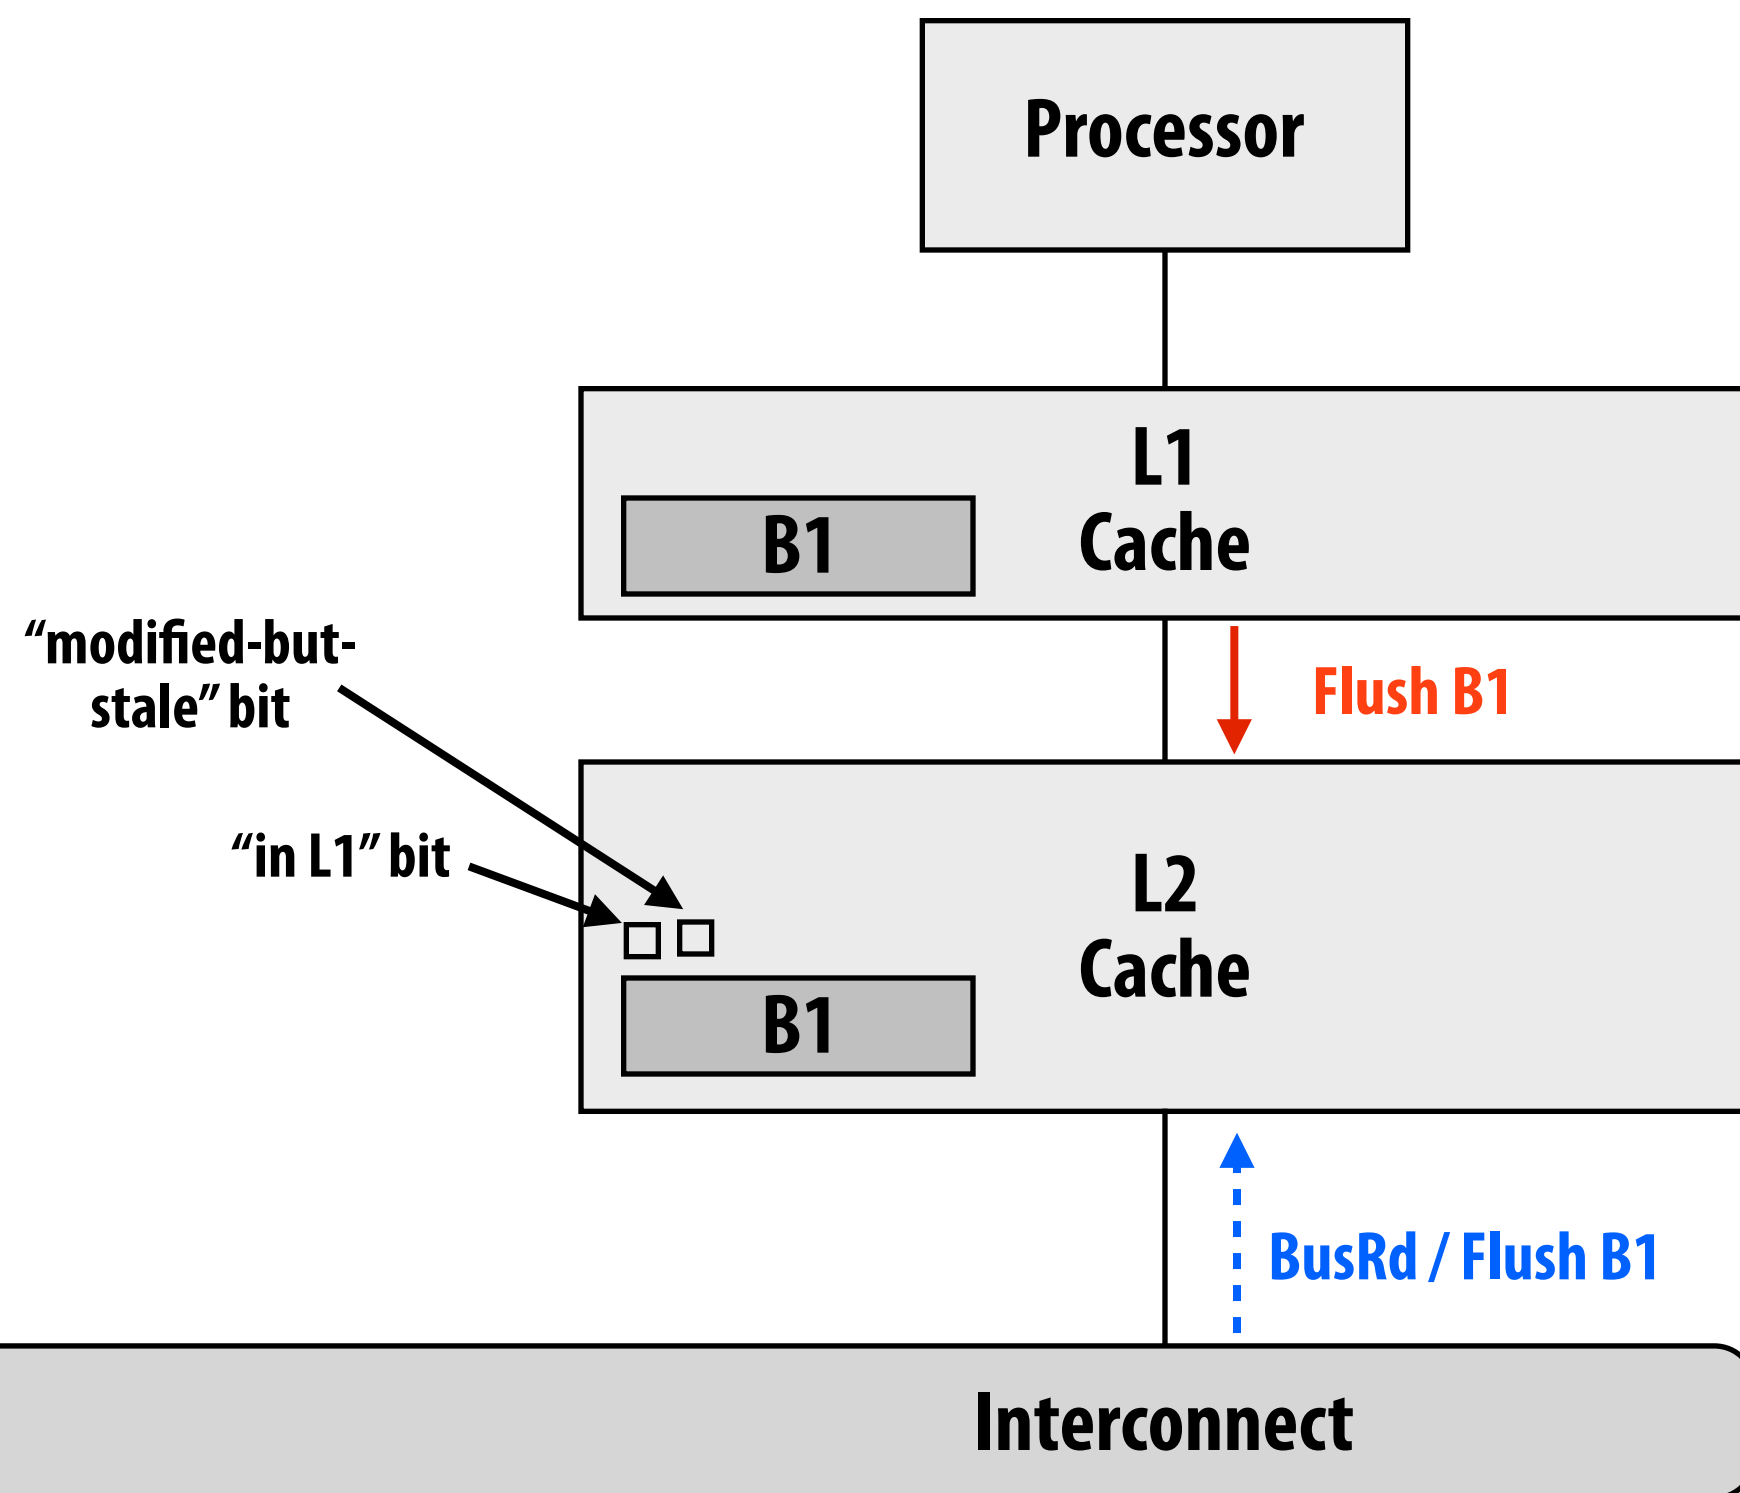 Processor
L1
Cache
B1
“modified-but-
stale” bit
Flush B1
“in L1” bit
L2
Cache
B1
BusRd / Flush B1
Interconnect